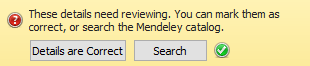 These details need reviewing. You can mark them as
correct, or search the Mendeley catalog.
Details are Correct Search